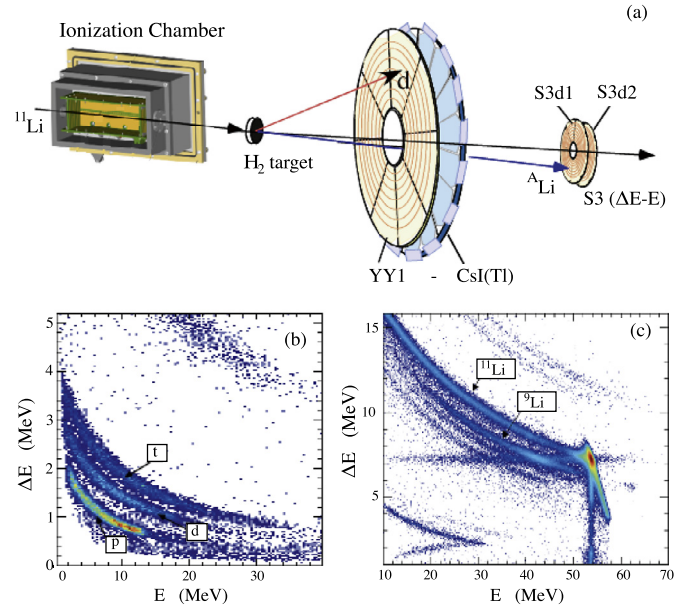 (a)
Ionization Chamber
¹¹Li
H₂ target
d
S3d1 S3d2
ᴬLi
S3 (ΔE-E)
YY1 - CsI(Tl)
(b)
ΔE (MeV)
5
4
3
2
1
0
t
d
p
0 10 20 30
E (MeV)
(c)
ΔE (MeV)
15
10
5
¹¹Li
⁹Li
10 20 30 40 50 60 70
E (MeV)